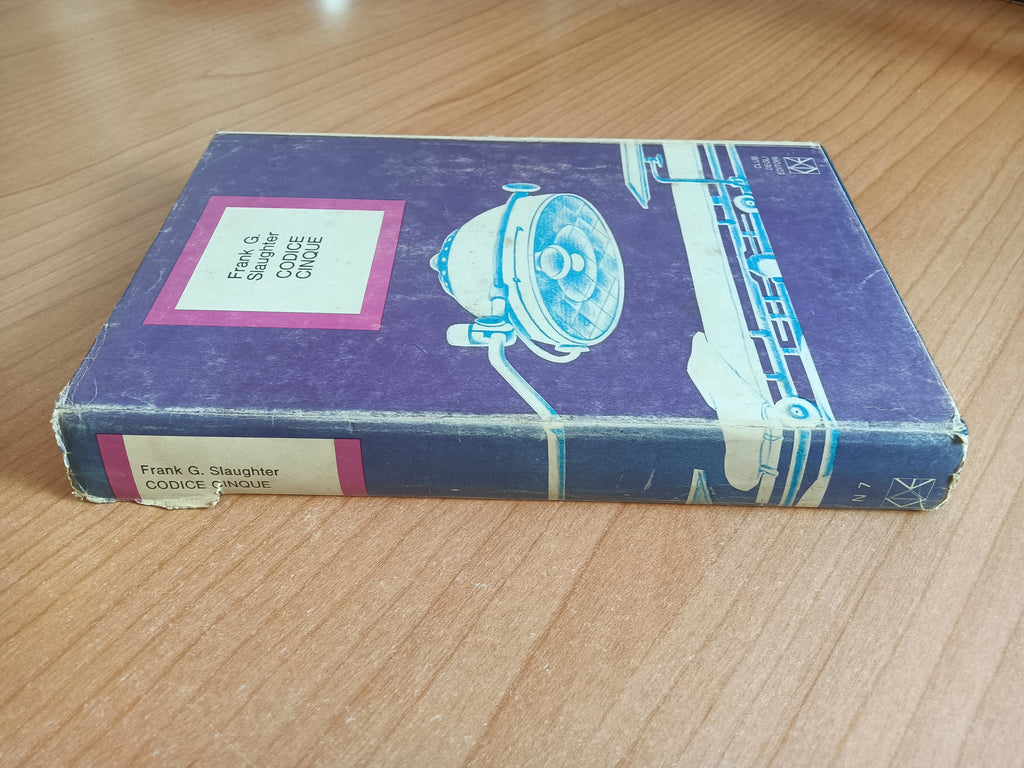 Frank G.
Slaughter
CODICE
CINQUE
CLUB
DEGLI
EDITORI
Frank G. Slaughter
CODICE CINQUE
N 7